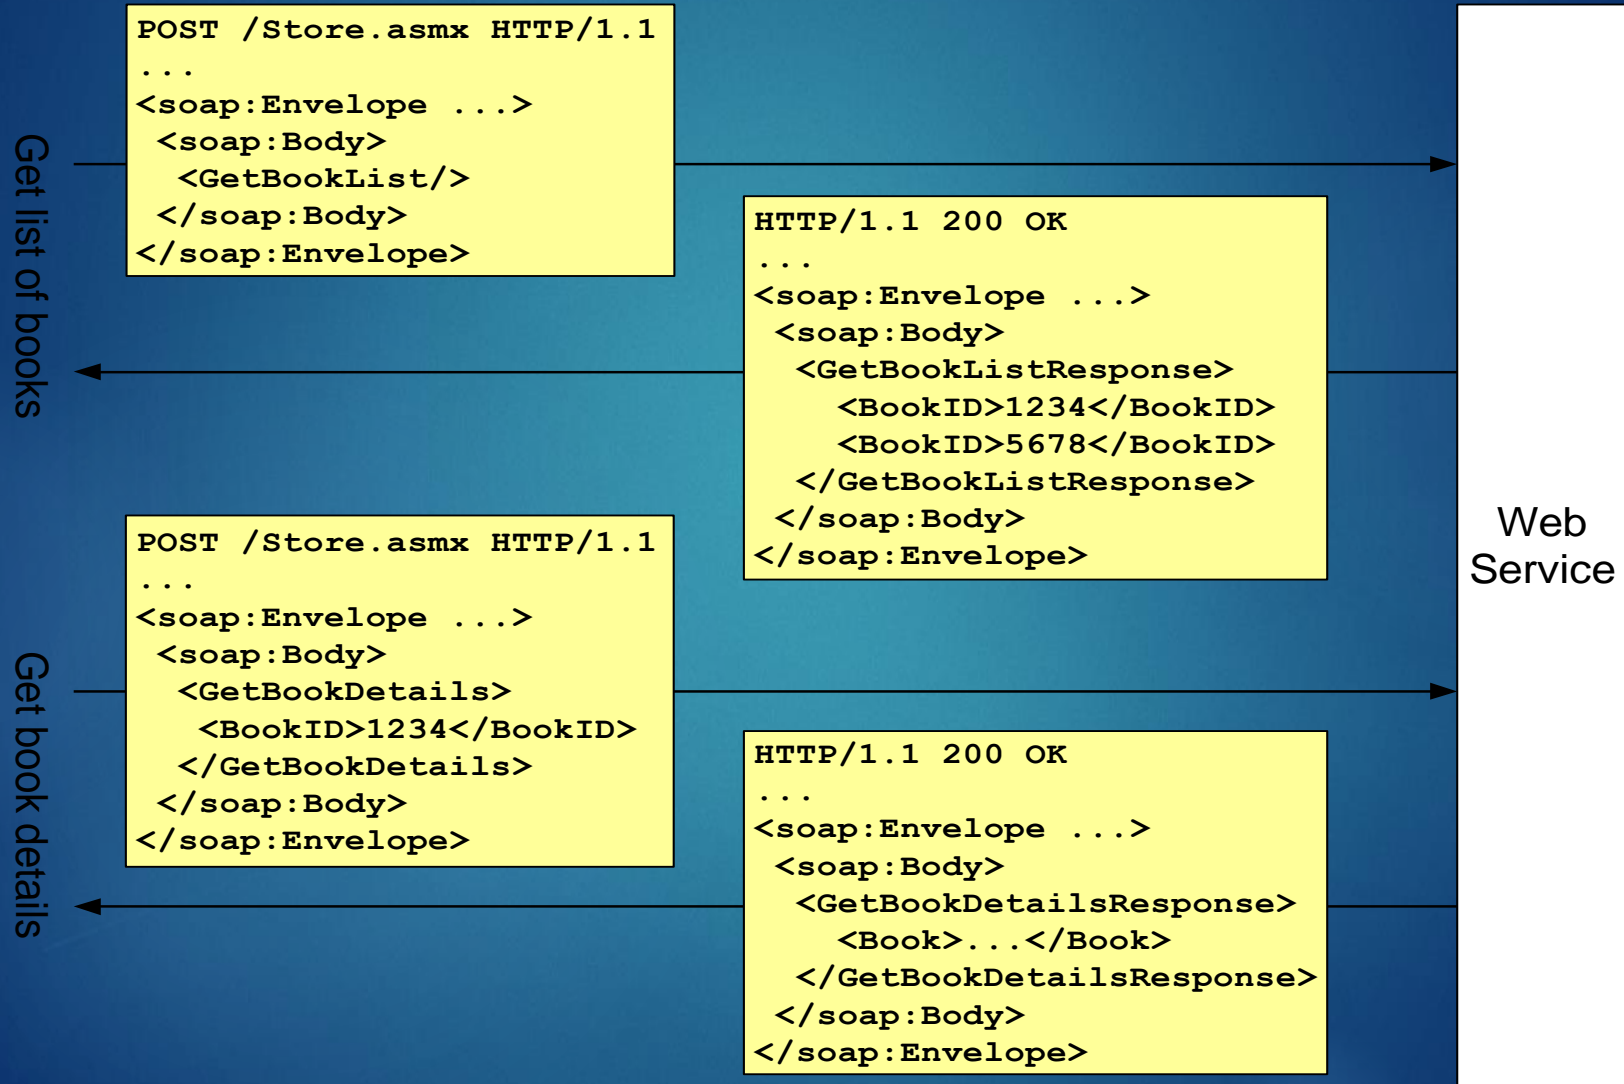 Get list of books
POST /Store.asmx HTTP/1.1
...
<soap:Envelope ...>
 <soap:Body>
  <GetBookList/>
 </soap:Body>
</soap:Envelope>
HTTP/1.1 200 OK
...
<soap:Envelope ...>
 <soap:Body>
  <GetBookListResponse>
    <BookID>1234</BookID>
    <BookID>5678</BookID>
  </GetBookListResponse>
 </soap:Body>
</soap:Envelope>
Get book details
POST /Store.asmx HTTP/1.1
...
<soap:Envelope ...>
 <soap:Body>
  <GetBookDetails>
   <BookID>1234</BookID>
  </GetBookDetails>
 </soap:Body>
</soap:Envelope>
HTTP/1.1 200 OK
...
<soap:Envelope ...>
 <soap:Body>
  <GetBookDetailsResponse>
    <Book>...</Book>
  </GetBookDetailsResponse>
 </soap:Body>
</soap:Envelope>
Web
Service